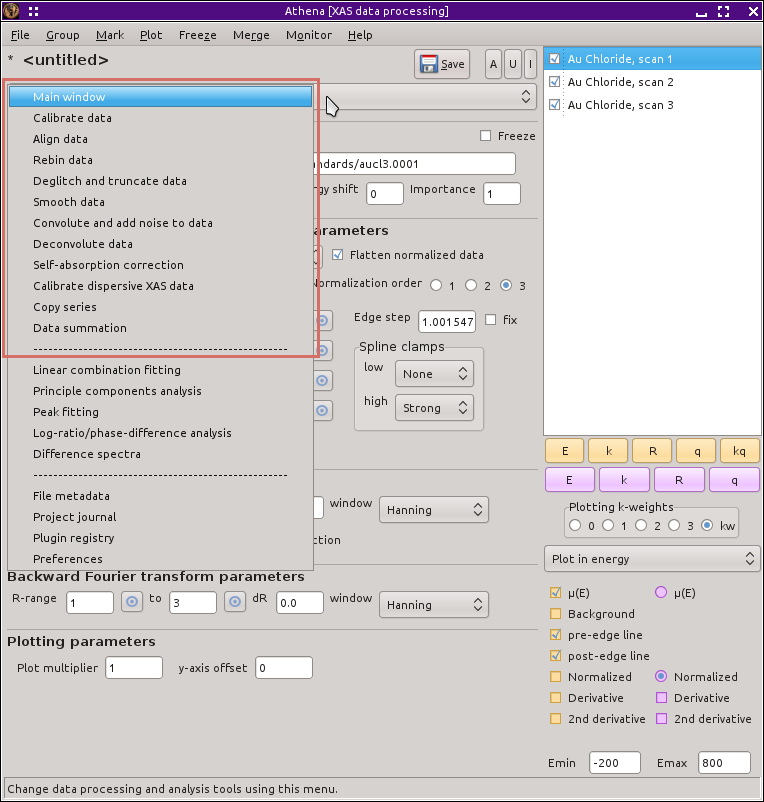 Athena [XAS data processing]
File Group Mark Plot Freeze Merge Monitor Help
* <untitled>
Save
A U I
Main window
Calibrate data
Align data
Rebin data
Deglitch and truncate data
Smooth data
Convolute and add noise to data
Deconvolute data
Self-absorption correction
Calibrate dispersive XAS data
Copy series
Data summation
------------------------------------------------
Linear combination fitting
Principle components analysis
Peak fitting
Log-ratio/phase-difference analysis
Difference spectra
------------------------------------------------
File metadata
Project journal
Plugin registry
Preferences
Freeze
ndards/aucl3.0001
gy shift 0 Importance 1
arameters
Flatten normalized data
Normalization order 1 2 3
Edge step 1.001547 fix
Spline clamps
low None
high Strong
window Hanning
ction
Backward Fourier transform parameters
R-range 1 to 3 dR 0.0 window Hanning
Plotting parameters
Plot multiplier 1 y-axis offset 0
Au Chloride, scan 1
Au Chloride, scan 2
Au Chloride, scan 3
E k R q kq
E k R q
Plotting k-weights
0 1 2 3 kw
Plot in energy
μ(E) μ(E)
Background
pre-edge line
post-edge line
Normalized Normalized
Derivative Derivative
2nd derivative 2nd derivative
Emin -200 Emax 800
Change data processing and analysis tools using this menu.